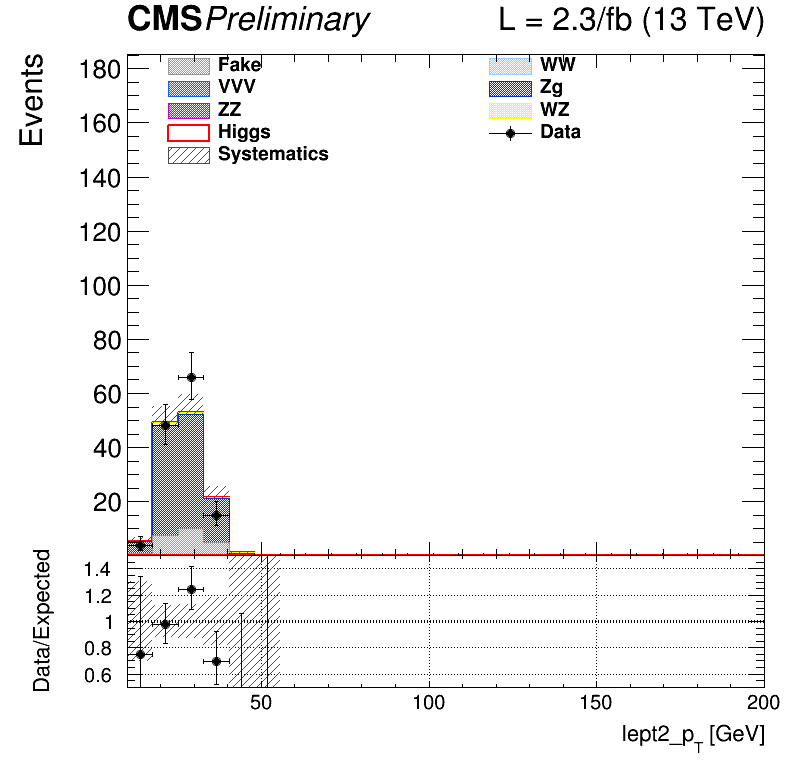 CMS Preliminary L = 2.3/fb (13 TeV)
Events
180
160
140
120
100
80
60
40
20
Fake WW
VVV Zg
ZZ WZ
Higgs Data
Systematics
Data/Expected
1.4
1.2
1
0.8
0.6
50 100 150 200
lept2_p_T [GeV]